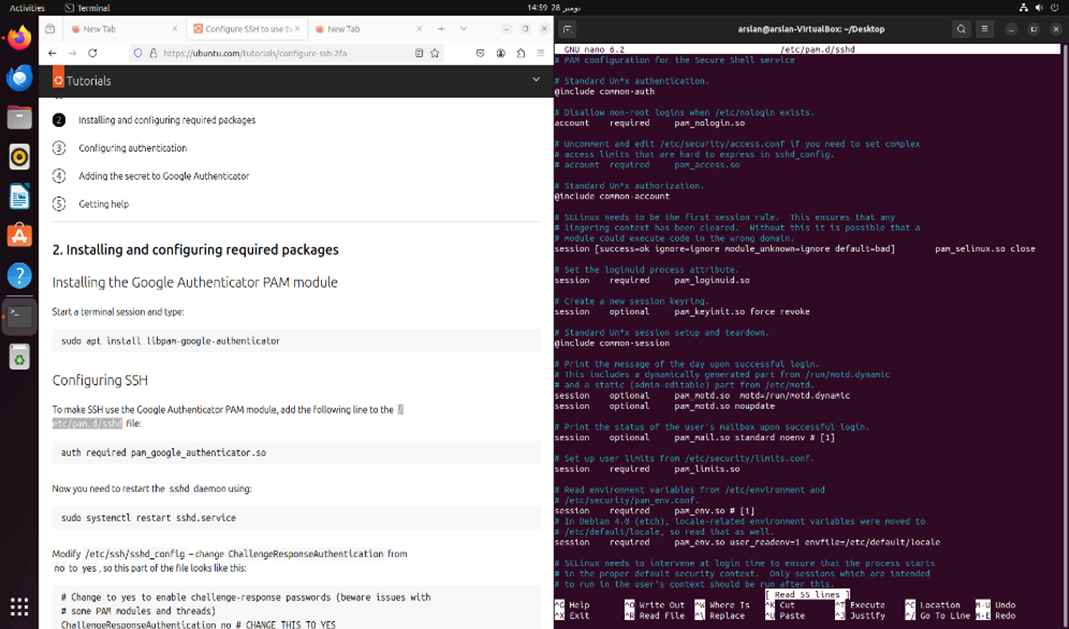 Activities
Terminal
14:59 28 نومبر
New Tab
Configure SSH to use tw
New Tab
https://ubuntu.com/tutorials/configure-ssh-2fa
Tutorials
2 Installing and configuring required packages
3 Configuring authentication
4 Adding the secret to Google Authenticator
5 Getting help
2. Installing and configuring required packages
Installing the Google Authenticator PAM module
Start a terminal session and type:
sudo apt install libpam-google-authenticator
Configuring SSH
To make SSH use the Google Authenticator PAM module, add the following line to the /
etc/pam.d/sshd file:
auth required pam_google_authenticator.so
Now you need to restart the sshd daemon using:
sudo systemctl restart sshd.service
Modify /etc/ssh/sshd_config – change ChallengeResponseAuthentication from
no to yes, so this part of the file looks like this:
# Change to yes to enable challenge-response passwords (beware issues with
# some PAM modules and threads)
ChallengeResponseAuthentication no # CHANGE THIS TO YES
arslan@arslan-VirtualBox: ~/Desktop
GNU nano 6.2 /etc/pam.d/sshd
# PAM configuration for the Secure Shell service
# Standard Un*x authentication.
@include common-auth
# Disallow non-root logins when /etc/nologin exists.
account required pam_nologin.so
# Uncomment and edit /etc/security/access.conf if you need to set complex
# access limits that are hard to express in sshd_config.
# account required pam_access.so
# Standard Un*x authorization.
@include common-account
# SELinux needs to be the first session rule. This ensures that any
# lingering context has been cleared. Without this it is possible that a
# module could execute code in the wrong domain.
session [success=ok ignore=ignore module_unknown=ignore default=bad] pam_selinux.so close
# Set the loginuid process attribute.
session required pam_loginuid.so
# Create a new session keyring.
session optional pam_keyinit.so force revoke
# Standard Un*x session setup and teardown.
@include common-session
# Print the message of the day upon successful login.
# This includes a dynamically generated part from /run/motd.dynamic
# and a static (admin-editable) part from /etc/motd.
session optional pam_motd.so motd=/run/motd.dynamic
session optional pam_motd.so noupdate
# Print the status of the user's mailbox upon successful login.
session optional pam_mail.so standard noenv # [1]
# Set up user limits from /etc/security/limits.conf.
session required pam_limits.so
# Read environment variables from /etc/environment and
# /etc/security/pam_env.conf.
session required pam_env.so # [1]
# In Debian 4.0 (etch), locale-related environment variables were moved to
# /etc/default/locale, so read that as well.
session required pam_env.so user_readenv=1 envfile=/etc/default/locale
# SELinux needs to intervene at login time to ensure that the process starts
# in the proper default security context. Only sessions which are intended
# to run in the user's context should be run after this.
[ Read 55 lines ]
^G Help ^O Write Out ^W Where Is ^K Cut ^T Execute ^C Location M-U Undo
^X Exit ^R Read File ^\ Replace ^U Paste ^J Justify ^/ Go To Line M-E Redo